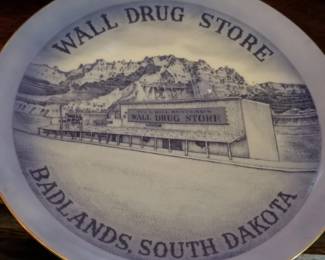 WALL DRUG STORE
WALL DRUG STORE
BADLANDS, SOUTH DAKOTA